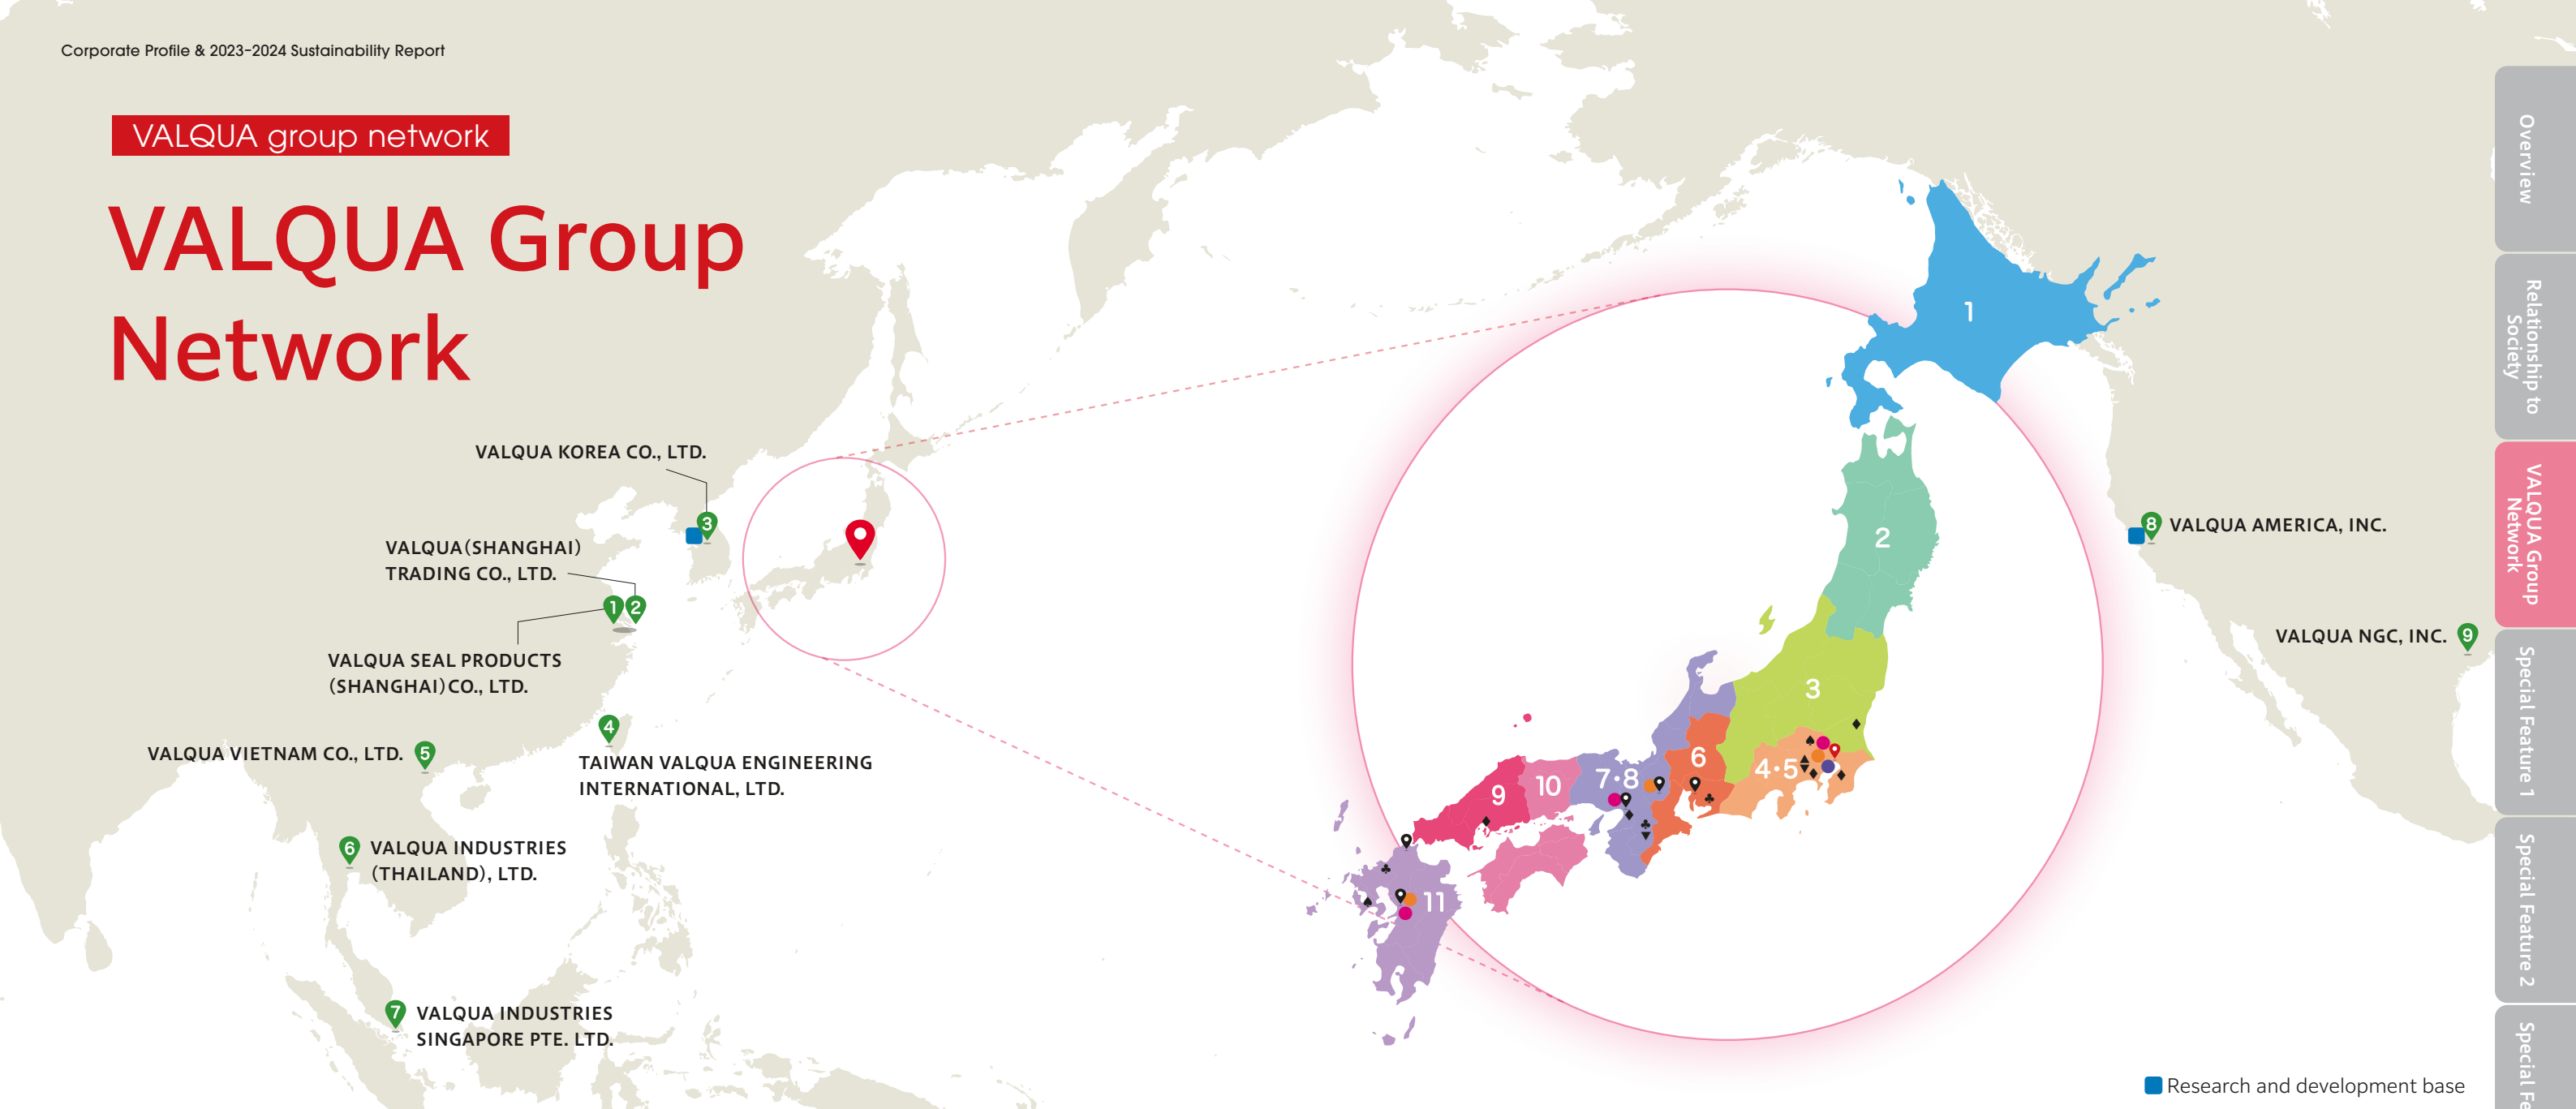 Corporate Profile & 2023-2024 Sustainability Report
VALQUA group network
VALQUA Group
Network
VALQUA KOREA CO., LTD.
3
VALQUA(SHANGHAI)
TRADING CO., LTD.
1
2
VALQUA SEAL PRODUCTS
(SHANGHAI)CO., LTD.
4
TAIWAN VALQUA ENGINEERING
INTERNATIONAL, LTD.
VALQUA VIETNAM CO., LTD.
5
6
VALQUA INDUSTRIES
(THAILAND), LTD.
7
VALQUA INDUSTRIES
SINGAPORE PTE. LTD.
1
2
3
4・5
6
7・8
10
9
11
8
VALQUA AMERICA, INC.
VALQUA NGC, INC.
9
Research and development base
Overview
Relationship to
Society
VALQUA Group
Network
Special Feature 1
Special Feature 2
Special Fe